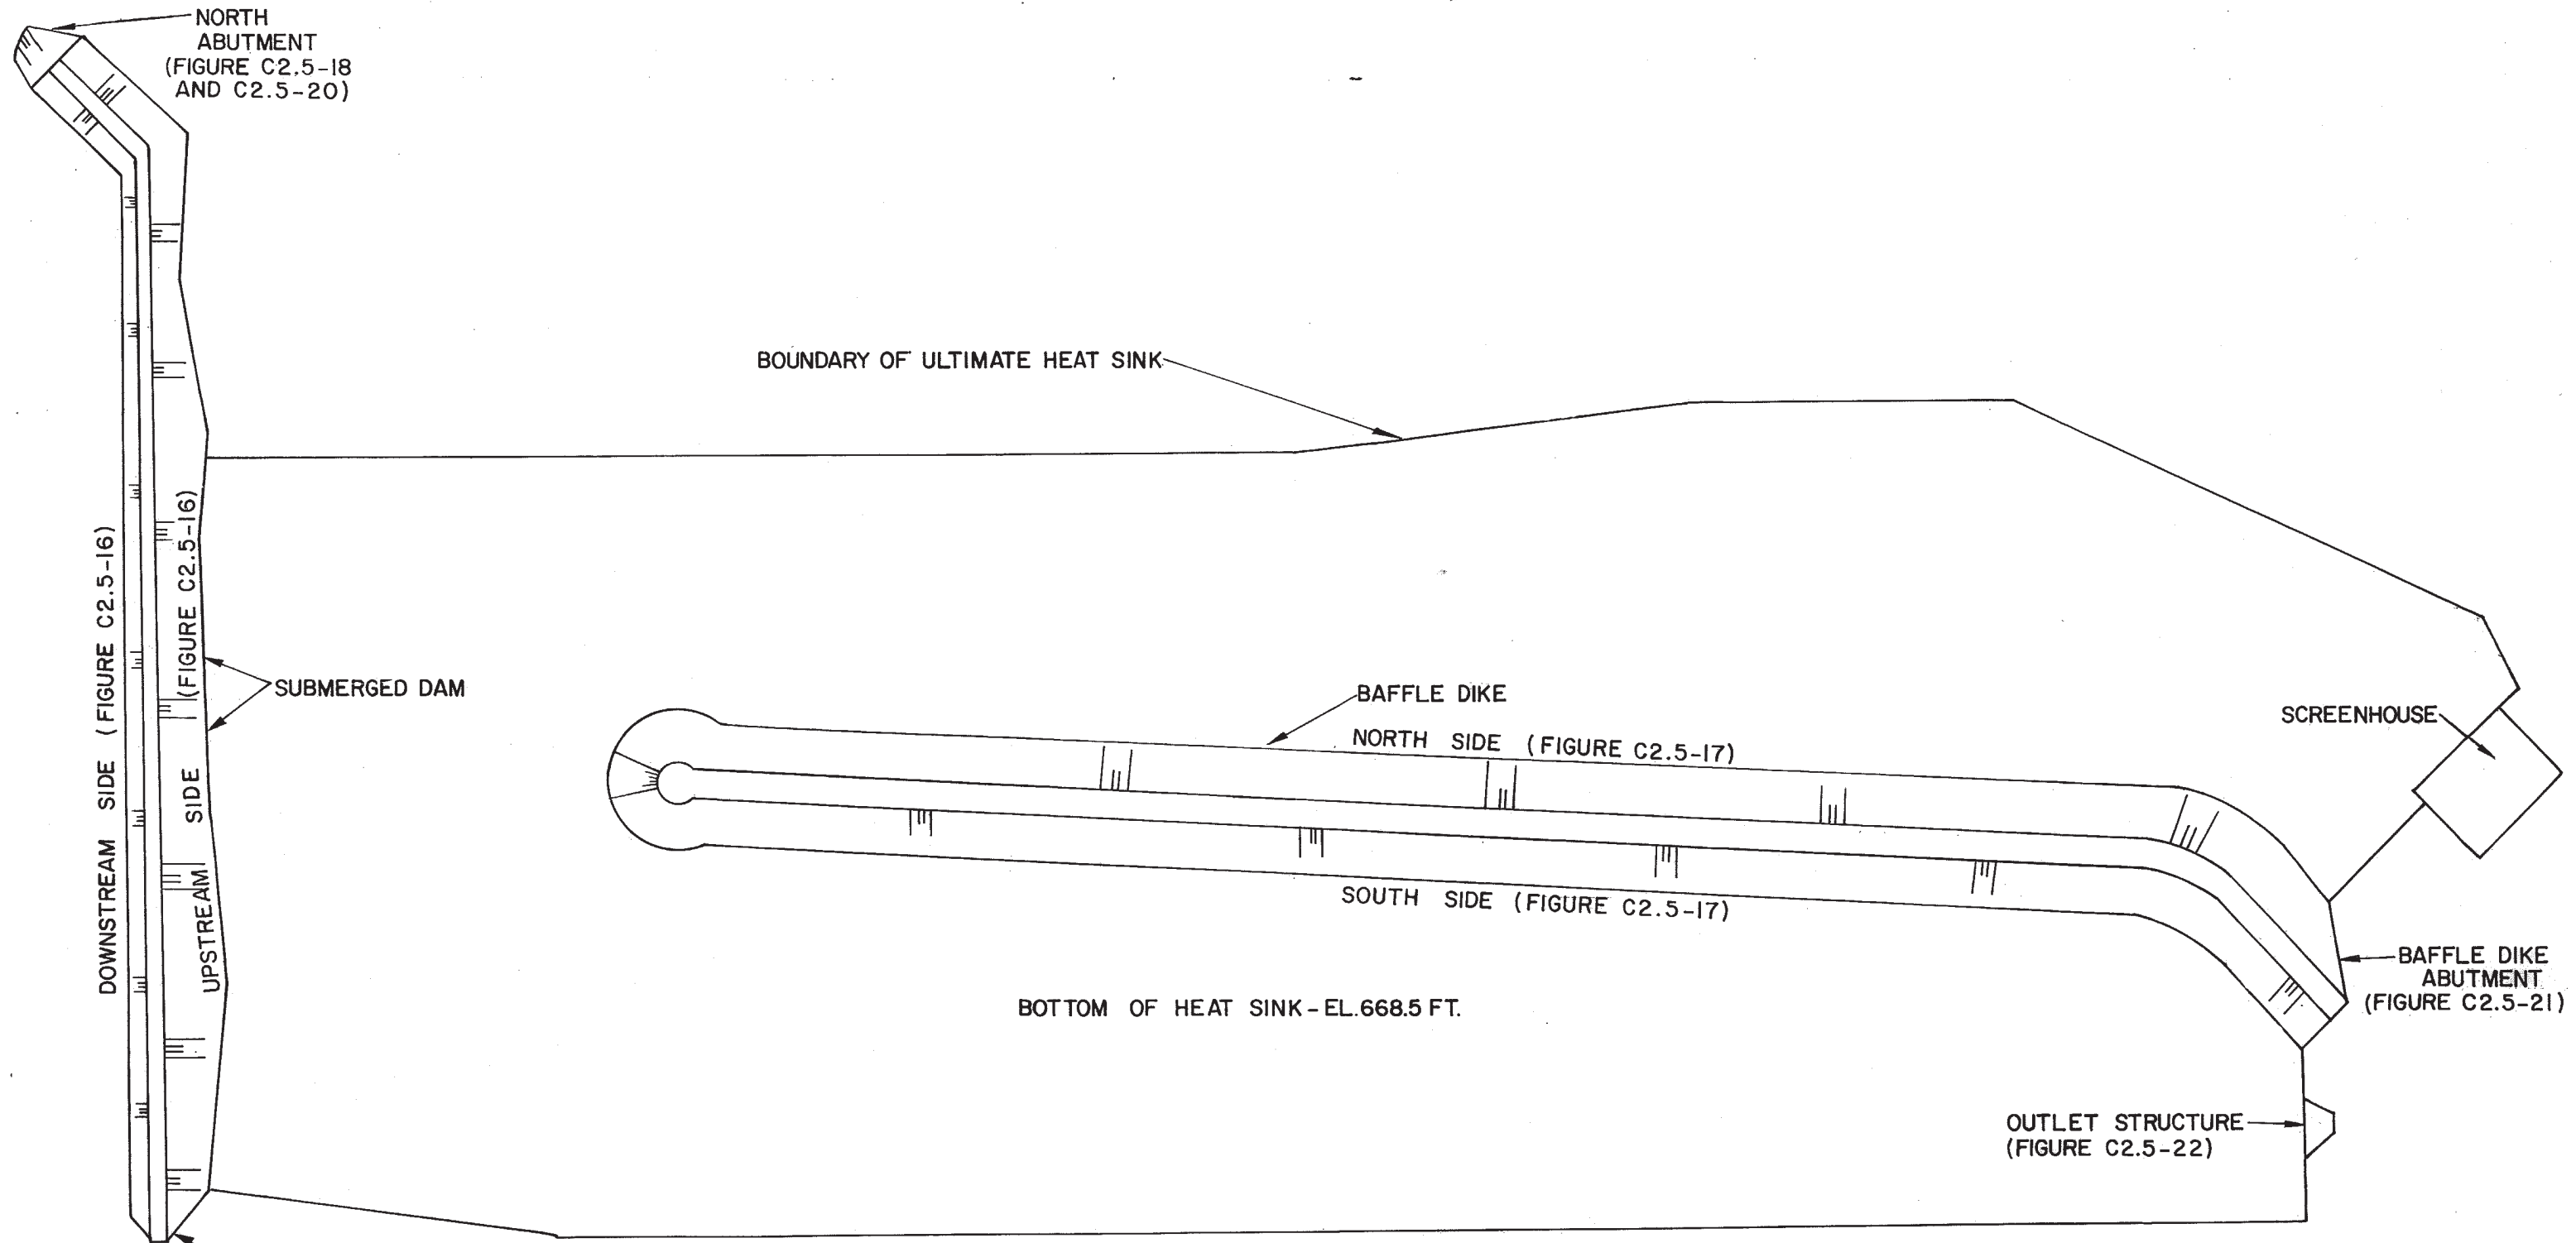 NORTH
ABUTMENT
(FIGURE C2.5-18
AND C2.5-20)
BOUNDARY OF ULTIMATE HEAT SINK
DOWNSTREAM SIDE (FIGURE C2.5-16)
UPSTREAM SIDE (FIGURE C2.5-16)
SUBMERGED DAM
BAFFLE DIKE
NORTH SIDE (FIGURE C2.5-17)
SCREENHOUSE
SOUTH SIDE (FIGURE C2.5-17)
BAFFLE DIKE
ABUTMENT
(FIGURE C2.5-21)
BOTTOM OF HEAT SINK-EL.668.5 FT.
OUTLET STRUCTURE
(FIGURE C2.5-22)